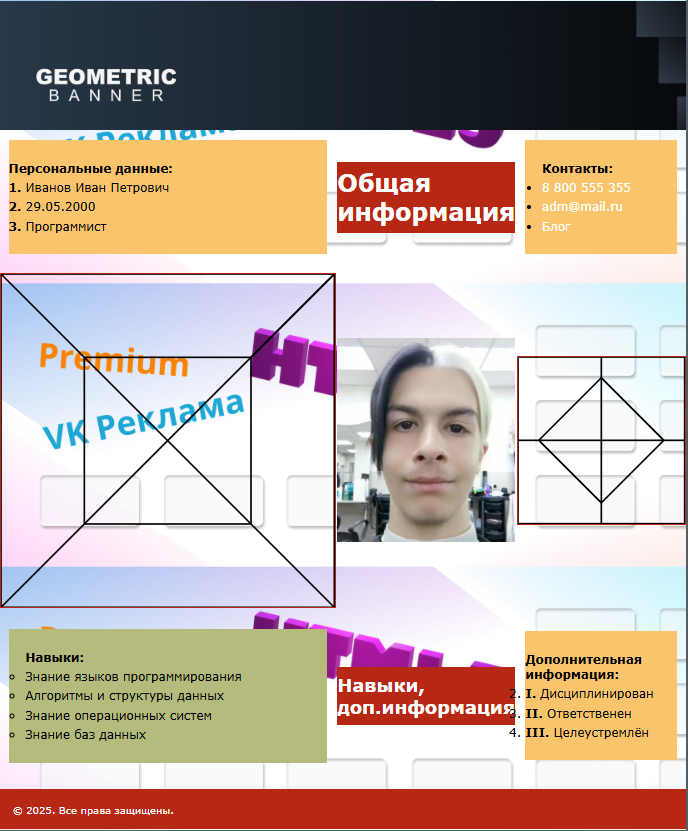 GEOMETRIC
BANNER
VK Реклама
Персональные данные:
1. Иванов Иван Петрович
2. 29.05.2000
3. Программист
Общая
информация
Контакты:
8 800 555 355
adm@mail.ru
Блог
Premium
VK Реклама
Навыки:
Знание языков программирования
Алгоритмы и структуры данных
Знание операционных систем
Знание баз данных
Навыки,
доп.информация
Дополнительная
информация:
2. I. Дисциплинирован
3. II. Ответственен
4. III. Целеустремлён
© 2025. Все права защищены.